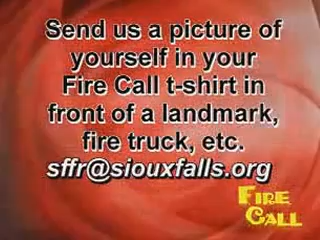 Send us a picture of
yourself in your
Fire Call t-shirt in
front of a landmark,
fire truck, etc.
sffr@siouxfalls.org
FIRE
CALL